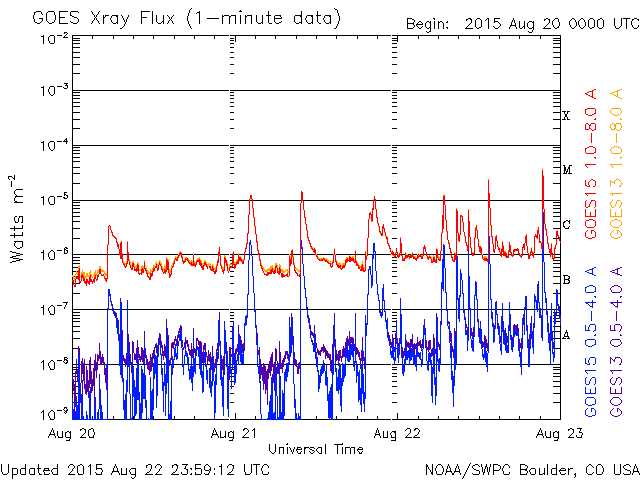 GOES Xray Flux (1-minute data)
Begin: 2015 Aug 20 0000 UTC
10-2
10-3
10-4
10-5
10-6
10-7
10-8
10-9
Watts m-2
X
M
C
B
A
GOES15 1.0-8.0 A
GOES13 1.0-8.0 A
GOES15 0.5-4.0 A
GOES13 0.5-4.0 A
Aug 20
Aug 21
Aug 22
Aug 23
Universal Time
Updated 2015 Aug 22 23:59:12 UTC
NOAA/SWPC Boulder, CO USA